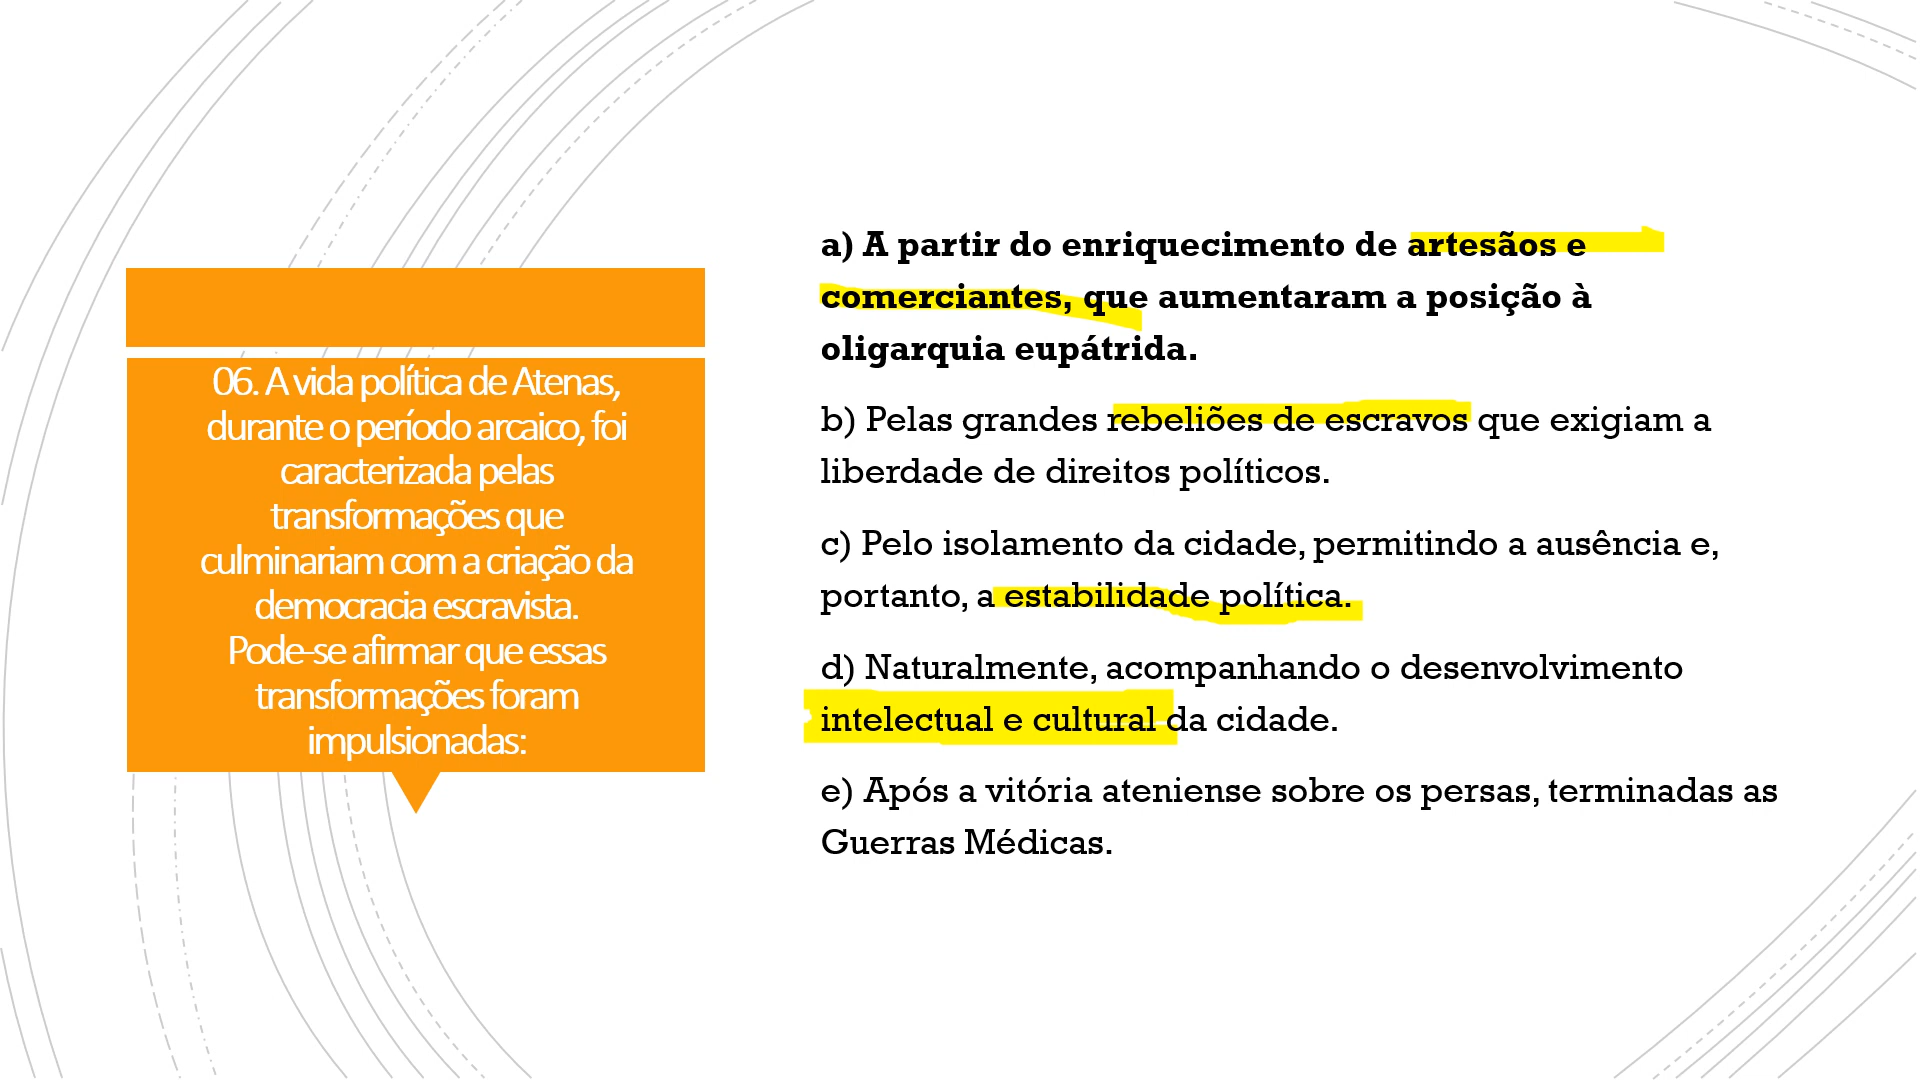 06. A vida política de Atenas,
durante o período arcaico, foi
caracterizada pelas
transformações que
culminariam com a criação da
democracia escravista.
Pode-se afirmar que essas
transformações foram
impulsionadas:
a) A partir do enriquecimento de artesãos e
comerciantes, que aumentaram a posição à
oligarquia eupátrida.
b) Pelas grandes rebeliões de escravos que exigiam a
liberdade de direitos políticos.
c) Pelo isolamento da cidade, permitindo a ausência e,
portanto, a estabilidade política.
d) Naturalmente, acompanhando o desenvolvimento
intelectual e cultural da cidade.
e) Após a vitória ateniense sobre os persas, terminadas as
Guerras Médicas.